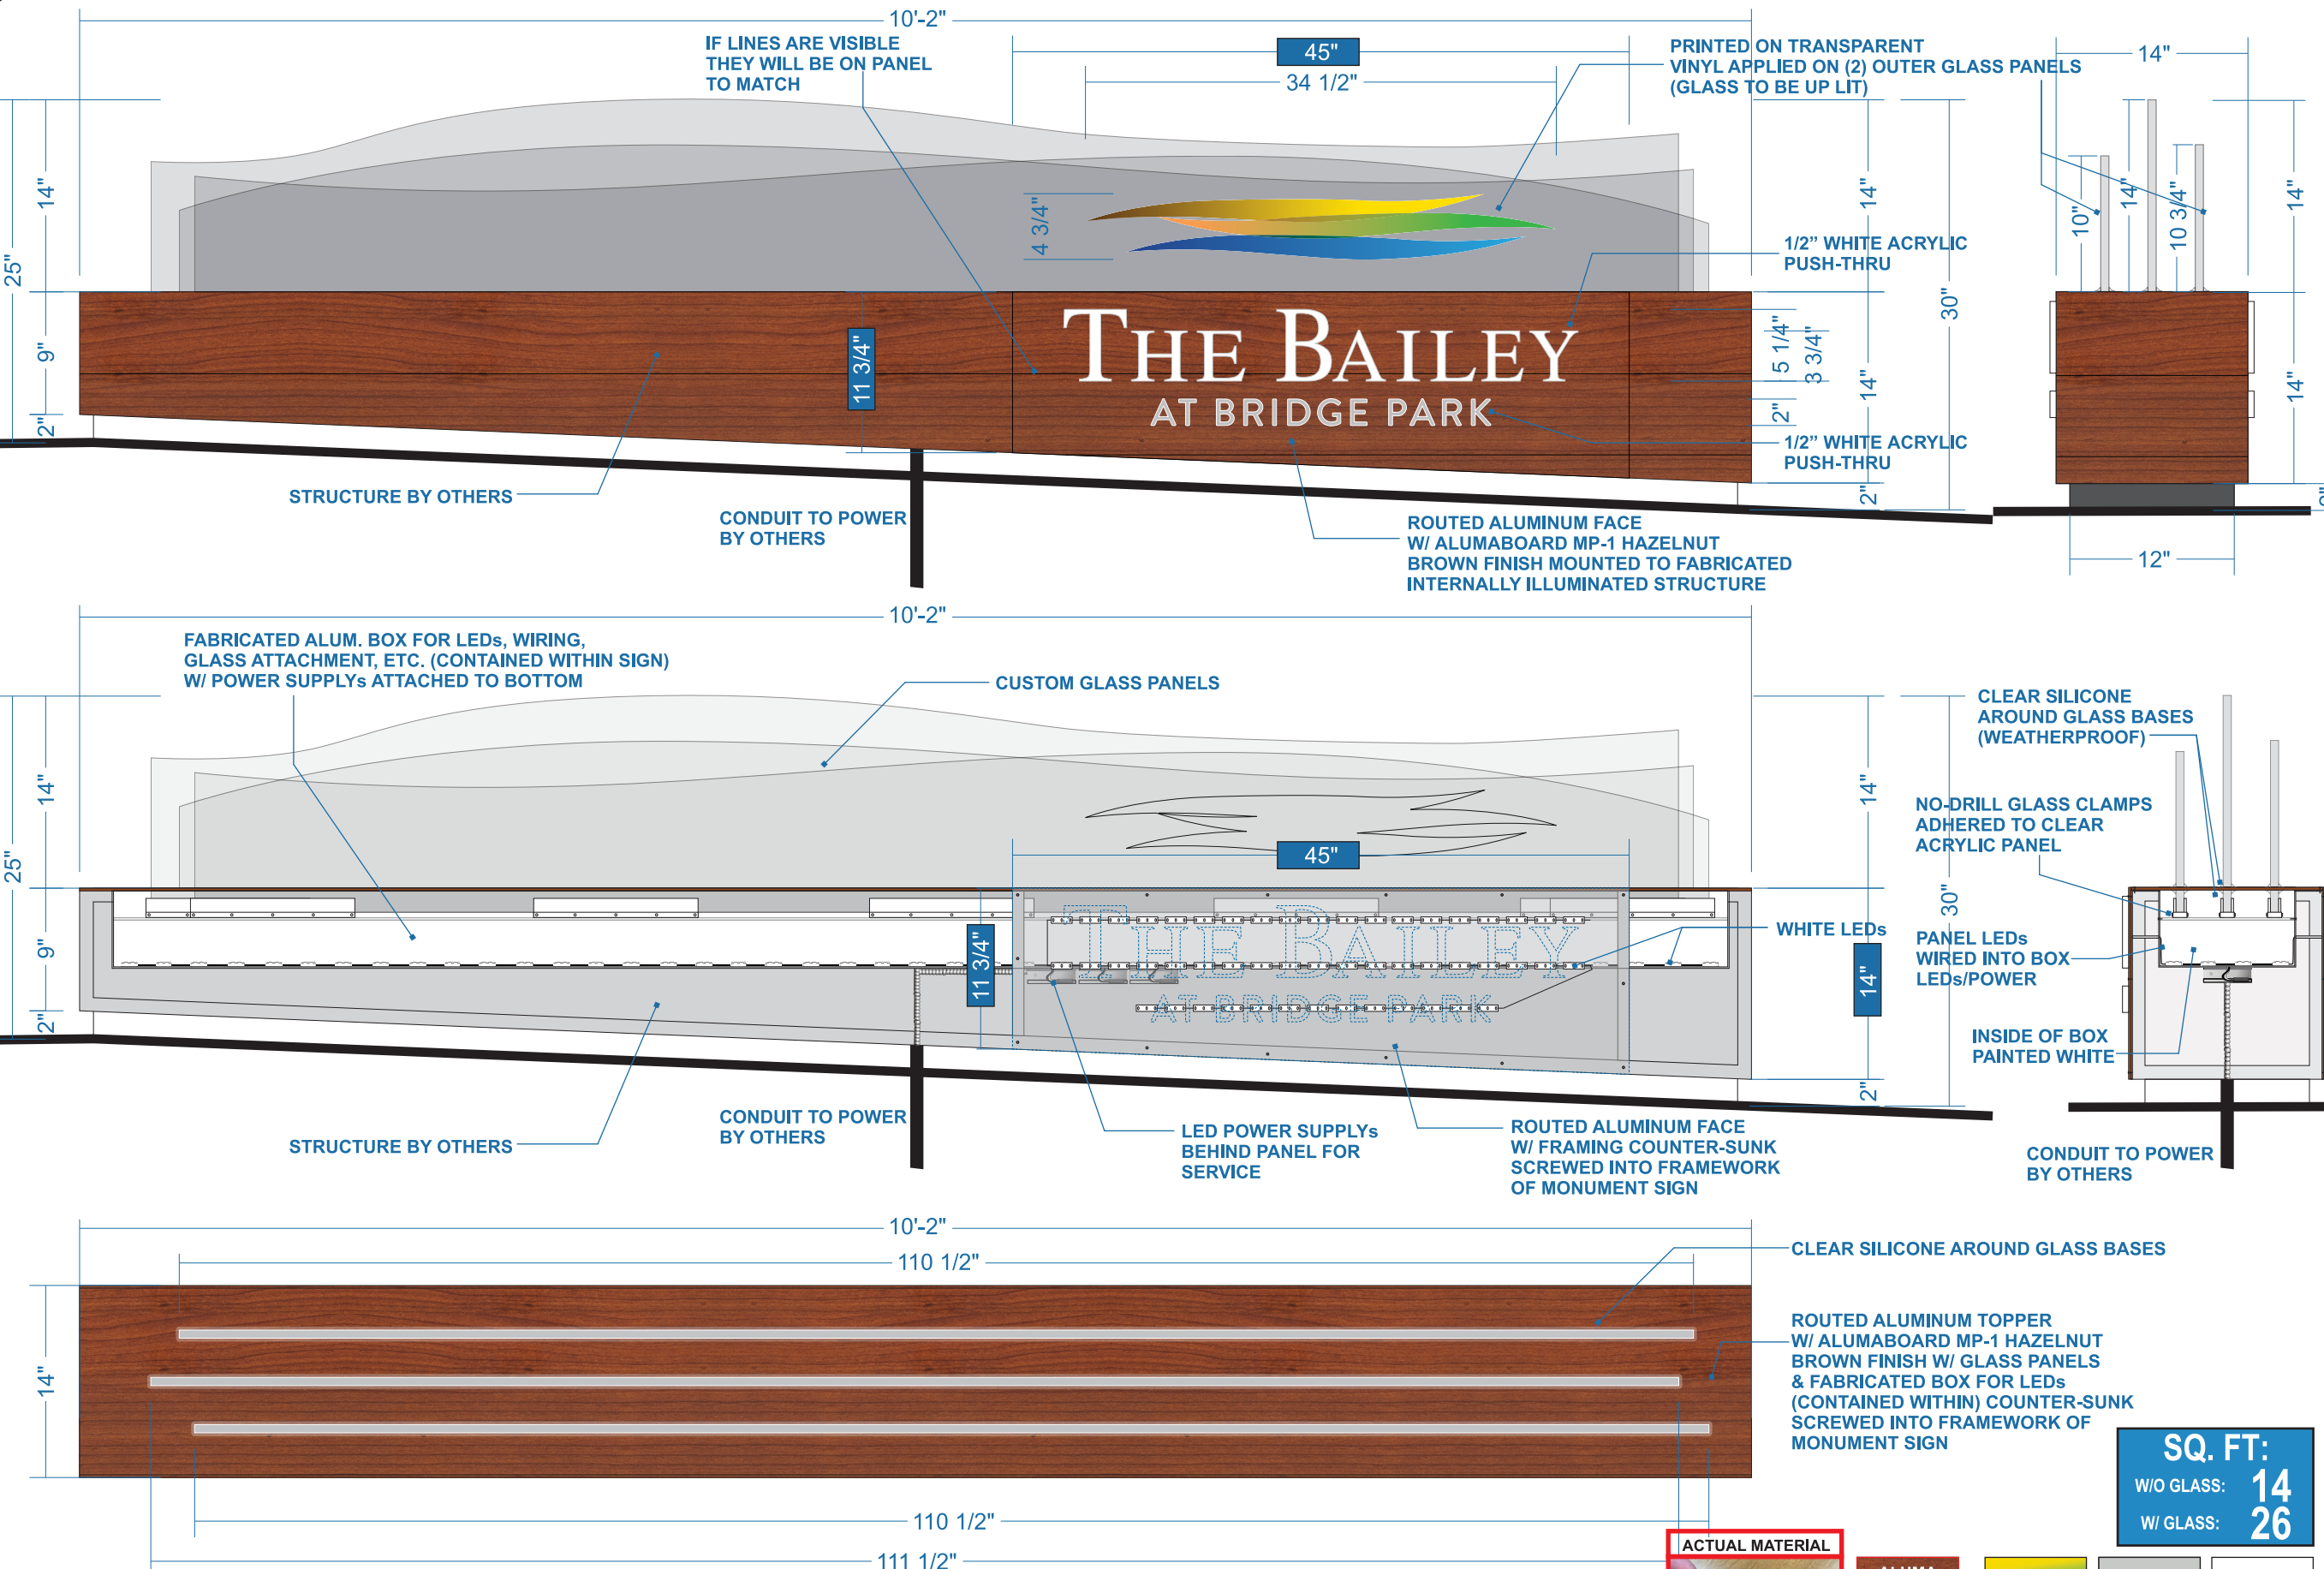 10'-2"
IF LINES ARE VISIBLE
THEY WILL BE ON PANEL
TO MATCH
45"
34 1/2"
PRINTED ON TRANSPARENT
VINYL APPLIED ON (2) OUTER GLASS PANELS
(GLASS TO BE UP LIT)
14"
25"
14"
9"
2"
4 3/4"
11 3/4"
THE BAILEY
AT BRIDGE PARK
1/2” WHITE ACRYLIC
PUSH-THRU
5 1/4"
3 3/4"
2"
1/2” WHITE ACRYLIC
PUSH-THRU
14"
14"
2"
30"
10"
14"
10 3/4"
14"
14"
12"
STRUCTURE BY OTHERS
CONDUIT TO POWER
BY OTHERS
ROUTED ALUMINUM FACE
W/ ALUMABOARD MP-1 HAZELNUT
BROWN FINISH MOUNTED TO FABRICATED
INTERNALLY ILLUMINATED STRUCTURE
10'-2"
FABRICATED ALUM. BOX FOR LEDs, WIRING,
GLASS ATTACHMENT, ETC. (CONTAINED WITHIN SIGN)
W/ POWER SUPPLYs ATTACHED TO BOTTOM
CUSTOM GLASS PANELS
25"
14"
9"
2"
45"
11 3/4"
THE BAILEY
AT BRIDGE PARK
WHITE LEDs
14"
14"
2"
30"
CLEAR SILICONE
AROUND GLASS BASES
(WEATHERPROOF)
NO-DRILL GLASS CLAMPS
ADHERED TO CLEAR
ACRYLIC PANEL
PANEL LEDs
WIRED INTO BOX
LEDs/POWER
INSIDE OF BOX
PAINTED WHITE
STRUCTURE BY OTHERS
CONDUIT TO POWER
BY OTHERS
LED POWER SUPPLYs
BEHIND PANEL FOR
SERVICE
ROUTED ALUMINUM FACE
W/ FRAMING COUNTER-SUNK
SCREWED INTO FRAMEWORK
OF MONUMENT SIGN
CONDUIT TO POWER
BY OTHERS
10'-2"
110 1/2"
14"
CLEAR SILICONE AROUND GLASS BASES
ROUTED ALUMINUM TOPPER
W/ ALUMABOARD MP-1 HAZELNUT
BROWN FINISH W/ GLASS PANELS
& FABRICATED BOX FOR LEDs
(CONTAINED WITHIN) COUNTER-SUNK
SCREWED INTO FRAMEWORK OF
MONUMENT SIGN
110 1/2"
111 1/2"
SQ. FT:
W/O GLASS: 14
W/ GLASS: 26
ACTUAL MATERIAL